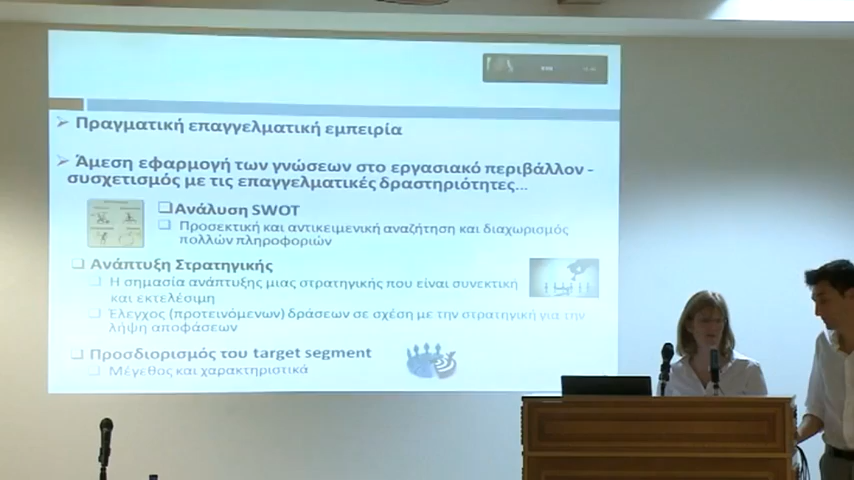 Πραγματική επαγγελματική εμπειρία
Άμεση εφαρμογή των γνώσεων στο εργασιακό περιβάλλον -
συσχετισμός με τις επαγγελματικές δραστηριότητες...
Ανάλυση SWOT
Προσεκτική και αντικειμενική αναζήτηση και διαχωρισμός
πολλών πληροφοριών
Ανάπτυξη Στρατηγικής
Η σημασία ανάπτυξης μιας στρατηγικής που είναι συνεκτική
και εκτελέσιμη
Έλεγχος (προτεινόμενων) δράσεων σε σχέση με την στρατηγική για την
λήψη αποφάσεων
Προσδιορισμός του target segment
Μέγεθος και χαρακτηριστικά